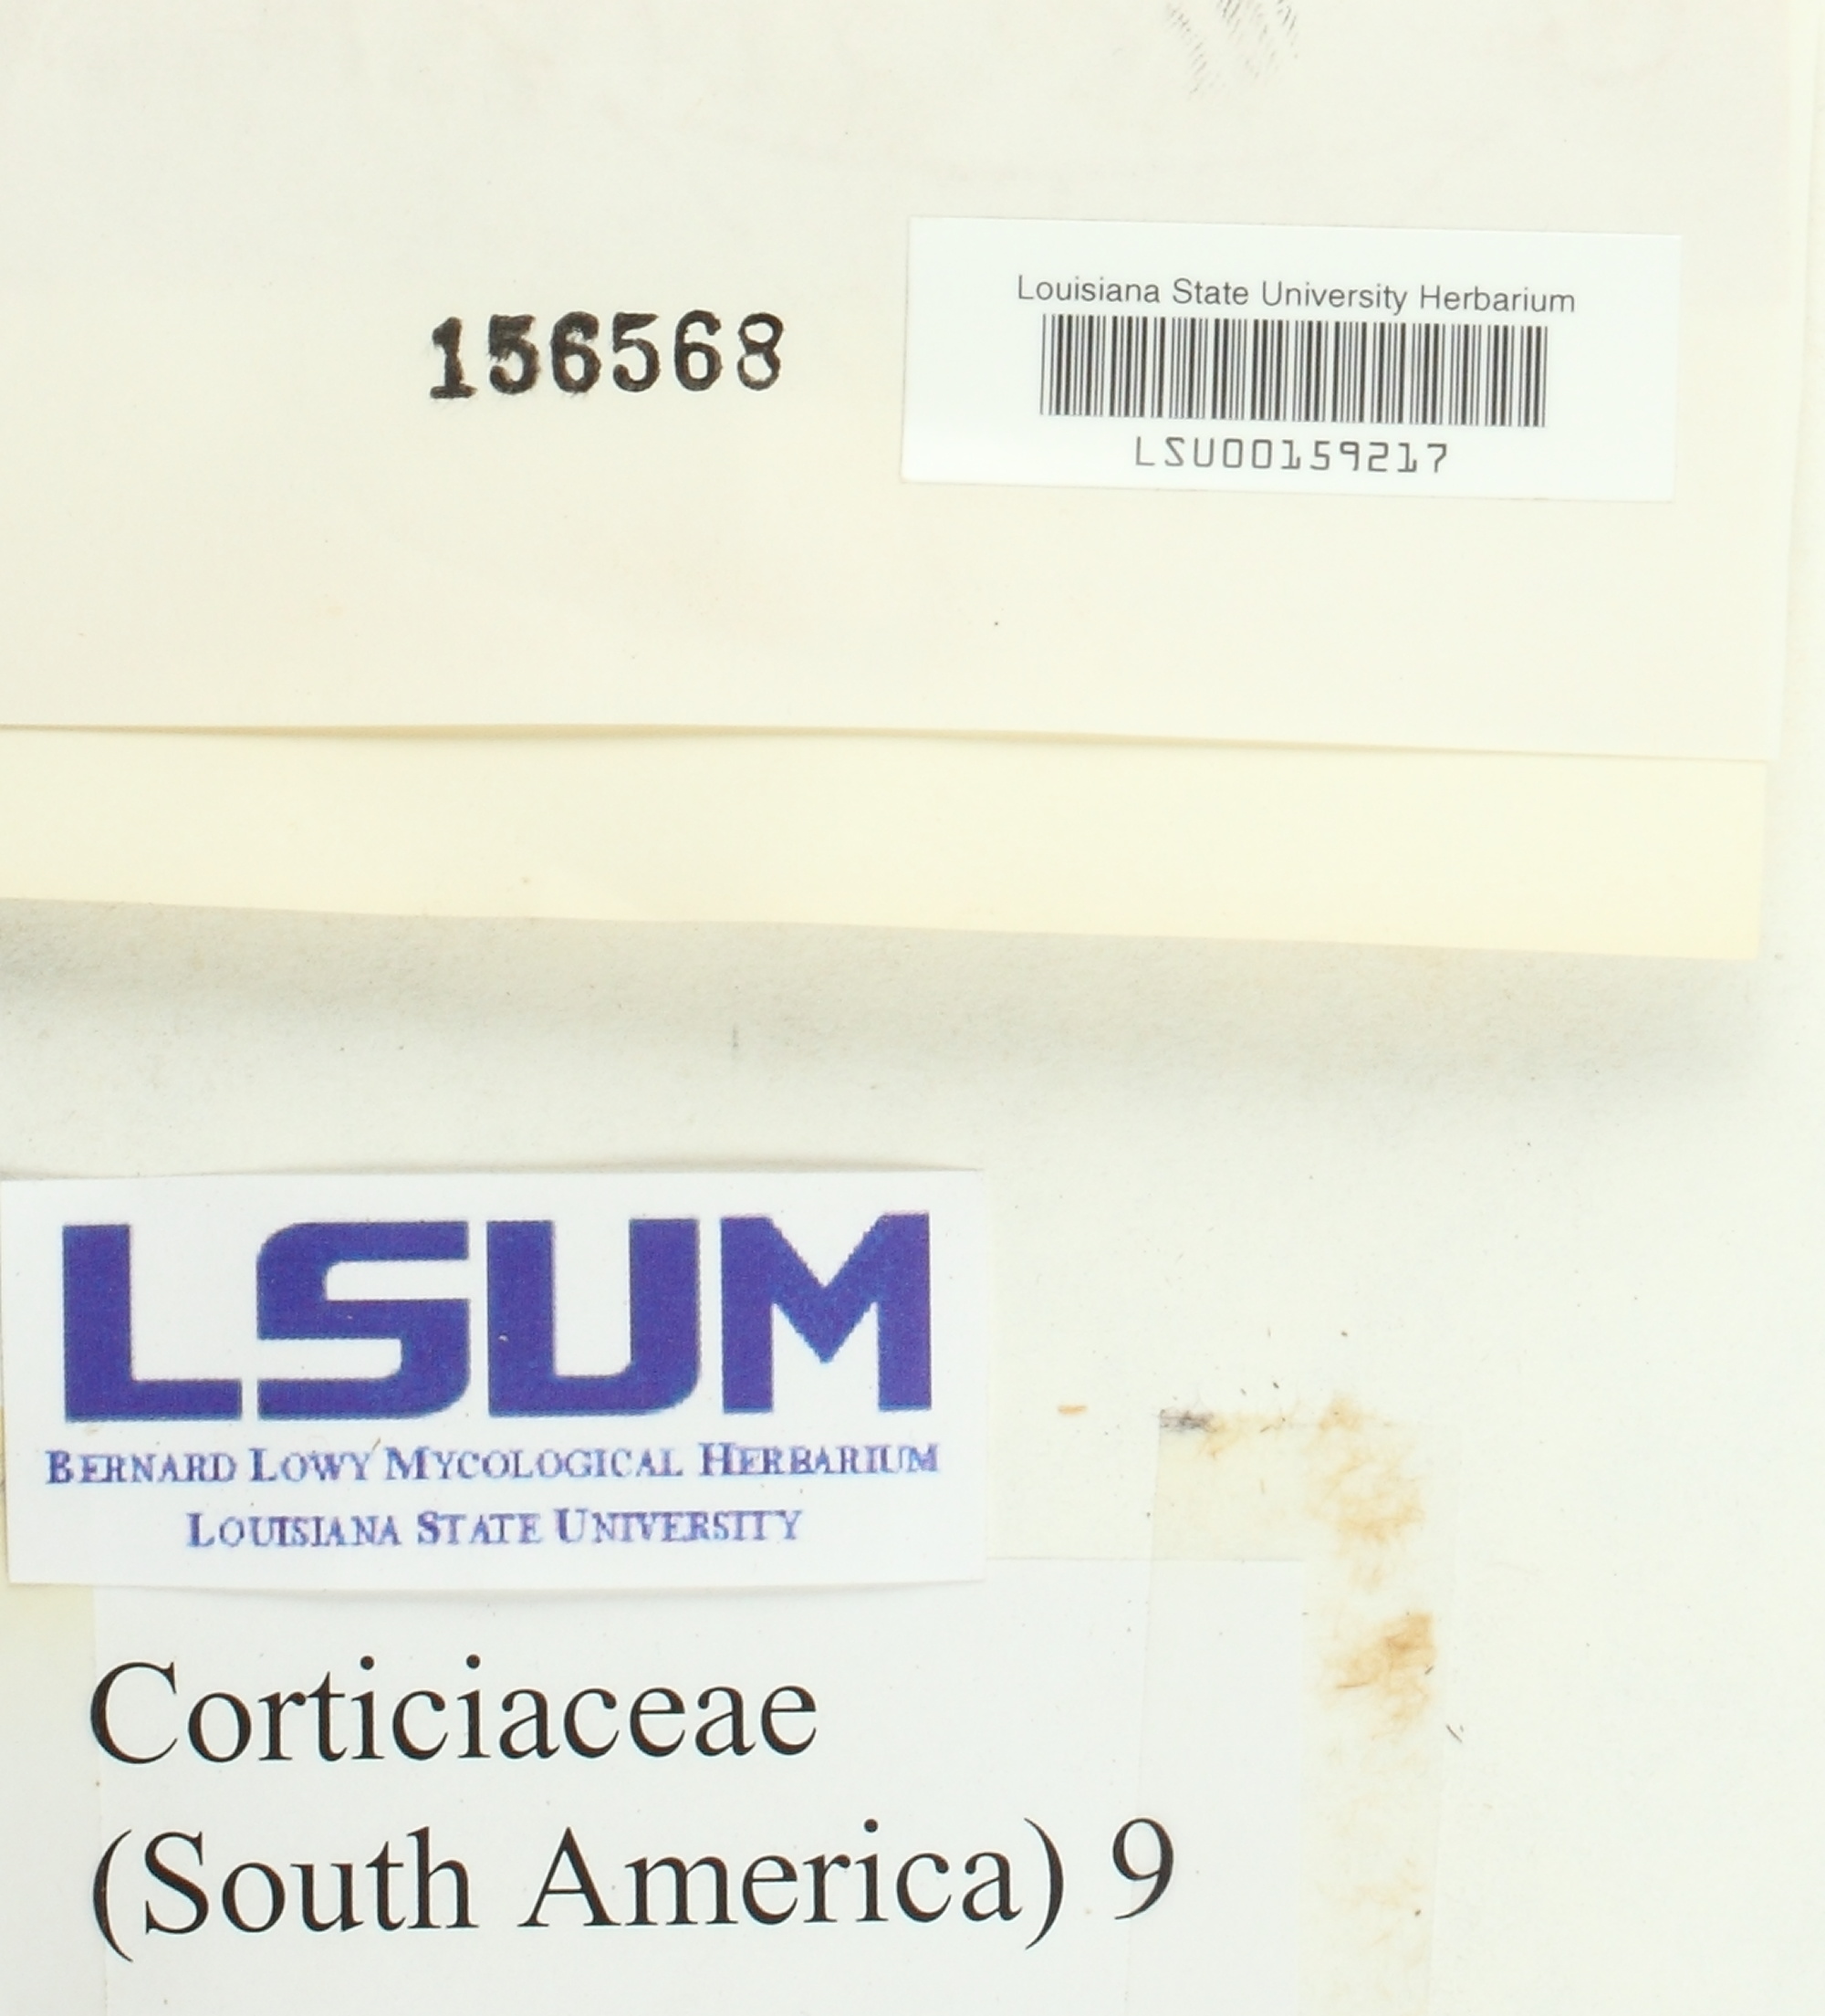 156568
Louisiana State University Herbarium
LSU00159217
LSUM
BERNARD LOWY MYCOLOGICAL HERBARIUM
LOUISIANA STATE UNIVERSITY
Corticiaceae
(South America) 9